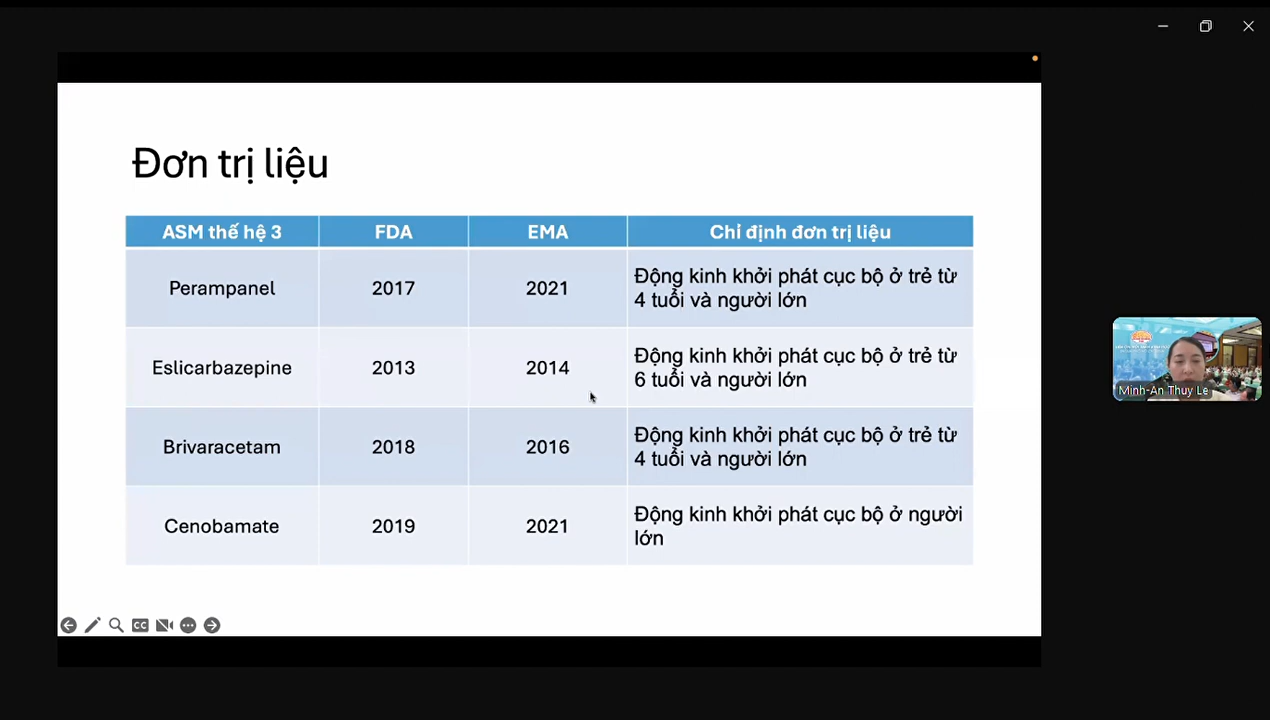 Đơn trị liệu
ASM thế hệ 3 FDA EMA Chỉ định đơn trị liệu
Perampanel 2017 2021 Động kinh khởi phát cục bộ ở trẻ từ
4 tuổi và người lớn
Eslicarbazepine 2013 2014 Động kinh khởi phát cục bộ ở trẻ từ
6 tuổi và người lớn
Brivaracetam 2018 2016 Động kinh khởi phát cục bộ ở trẻ từ
4 tuổi và người lớn
Cenobamate 2019 2021 Động kinh khởi phát cục bộ ở người
lớn
CC
Minh-An Thuy Le